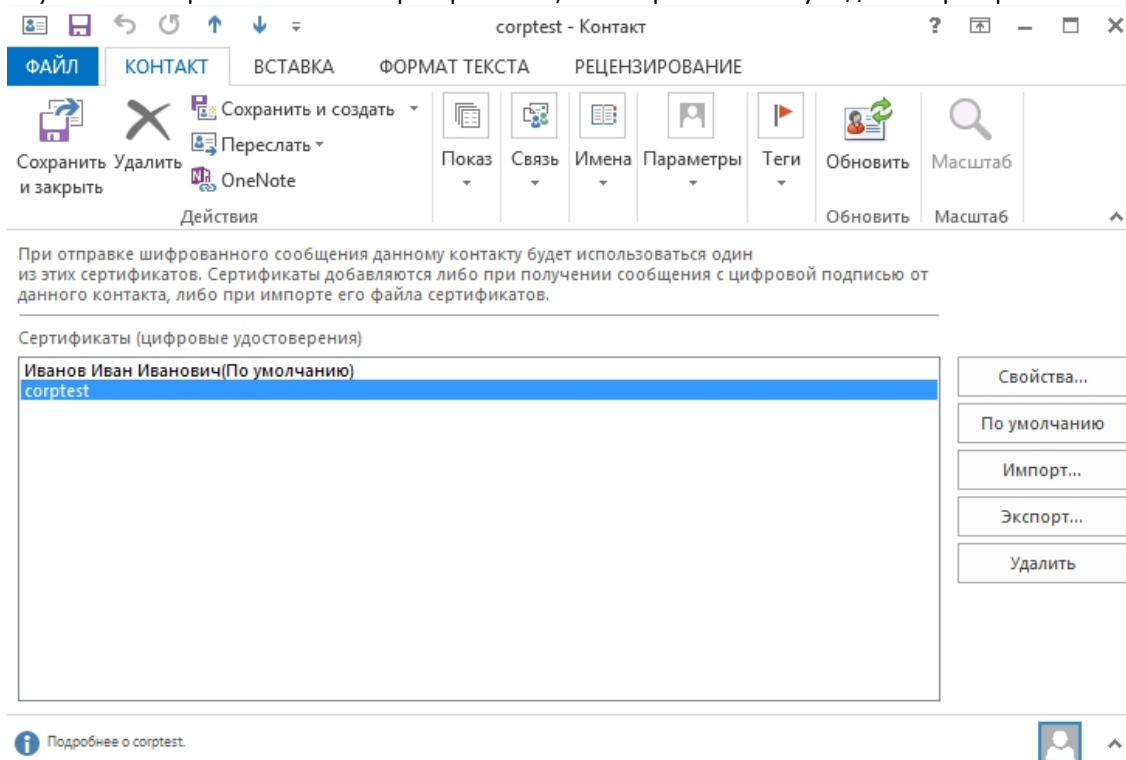 corptest - Контакт
?
ФАЙЛ КОНТАКТ ВСТАВКА ФОРМАТ ТЕКСТА РЕЦЕНЗИРОВАНИЕ
Сохранить и закрыть
Удалить
Сохранить и создать
Переслать
OneNote
Показ
Связь
Имена
Параметры
Теги
Обновить
Масштаб
Действия
Обновить
Масштаб
При отправке шифрованного сообщения данному контакту будет использоваться один
из этих сертификатов. Сертификаты добавляются либо при получении сообщения с цифровой подписью от
данного контакта, либо при импорте его файла сертификатов.
Сертификаты (цифровые удостоверения)
Иванов Иван Иванович(По умолчанию)
corptest
Свойства...
По умолчанию
Импорт...
Экспорт...
Удалить
Подробнее о corptest.